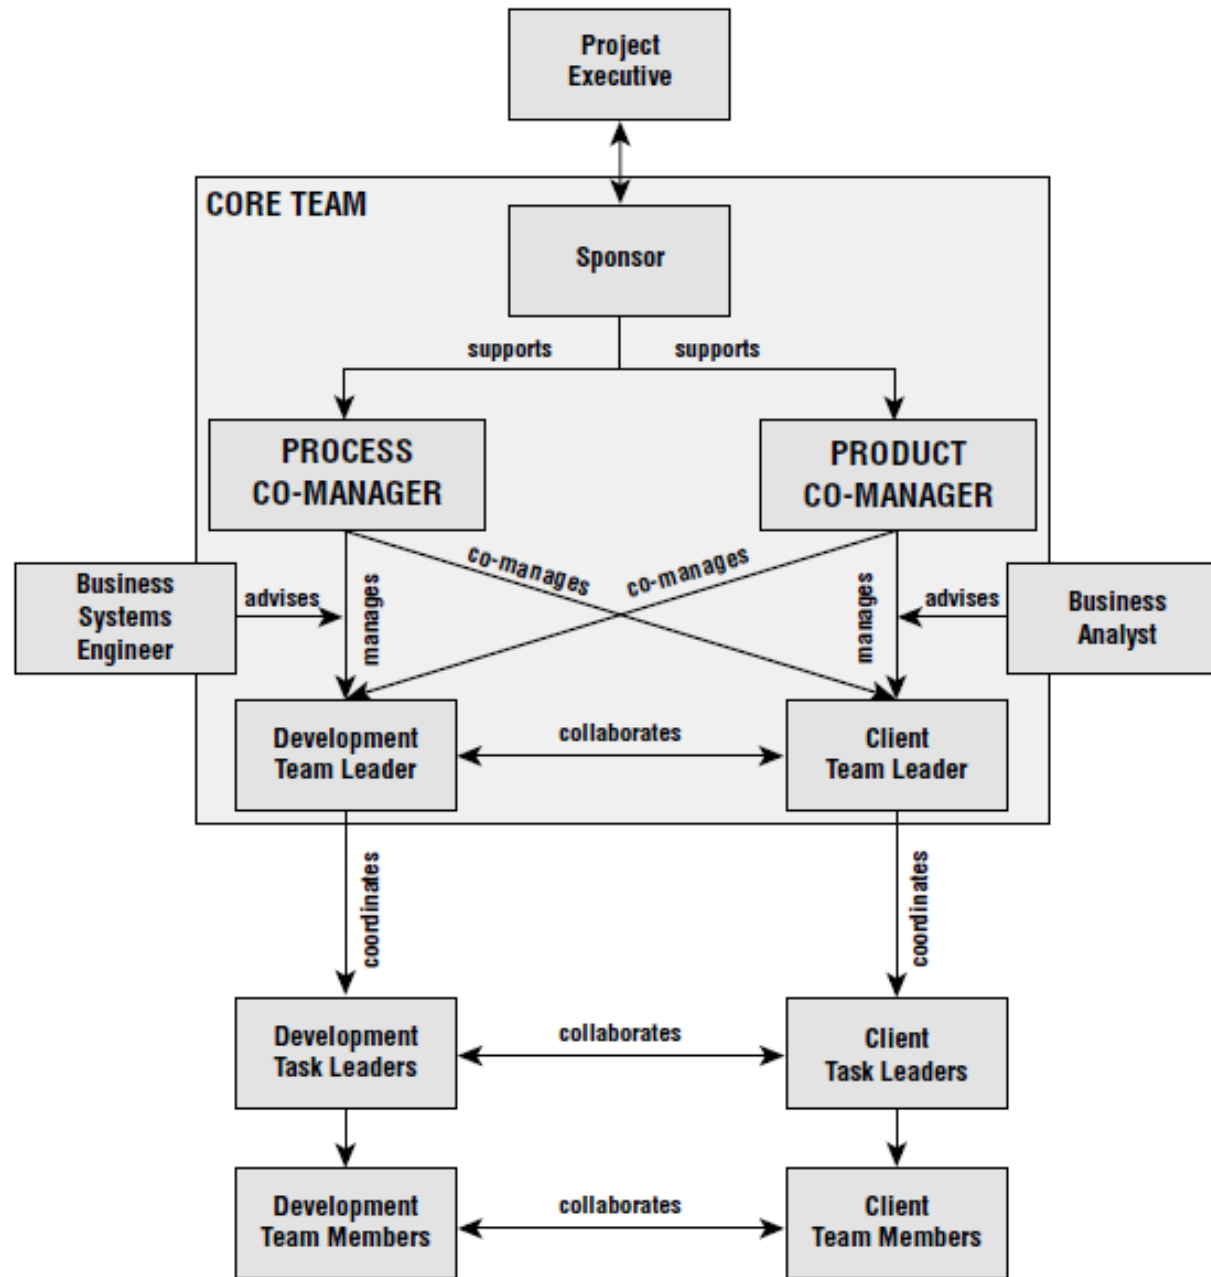 Project
Executive
CORE TEAM
Sponsor
supports
supports
PROCESS
CO-MANAGER
PRODUCT
CO-MANAGER
co-manages
co-manages
Business
Systems
Engineer
advises
manages
manages
advises
Business
Analyst
Development
Team Leader
collaborates
Client
Team Leader
coordinates
coordinates
Development
Task Leaders
collaborates
Client
Task Leaders
Development
Team Members
collaborates
Client
Team Members